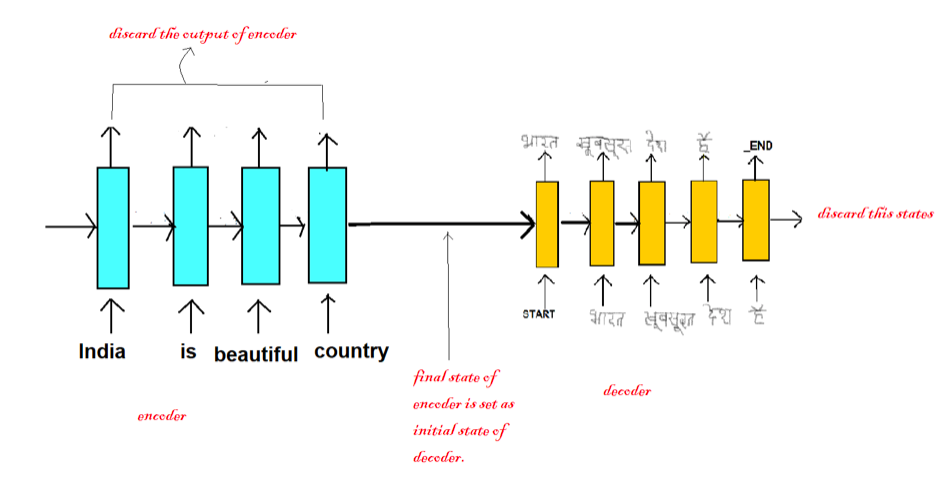 discard the output of encoder
भारत खूबसूरत देश हैं _END
discard this states
START भारत खूबसूरत देश हैं
India is beautiful country
final state of
encoder is set as
initial state of
decoder.
decoder
encoder